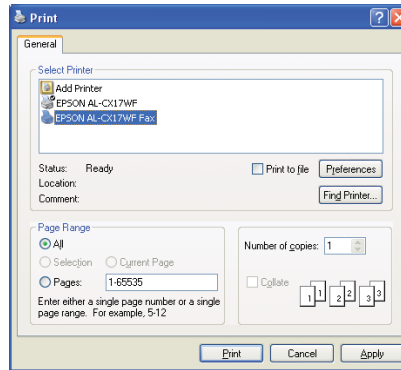 Print
General
Select Printer
Add Printer
EPSON AL-CX17WF
EPSON AL-CX17WF Fax
Status: Ready
Location:
Comment:
Print to file
Preferences
Find Printer...
Page Range
All
Selection
Current Page
Pages: 1-65535
Enter either a single page number or a single
page range. For example, 5-12
Number of copies: 1
Collate
1 1 2 2 3 3
Print Cancel Apply